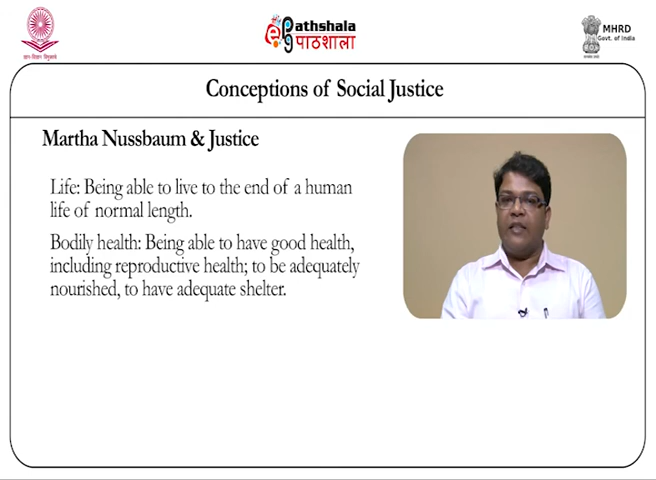 Pathshala
पाठशाला
MHRD
Govt. of India
Conceptions of Social Justice
Martha Nussbaum & Justice
Life: Being able to live to the end of a human
life of normal length.
Bodily health: Being able to have good health,
including reproductive health; to be adequately
nourished, to have adequate shelter.